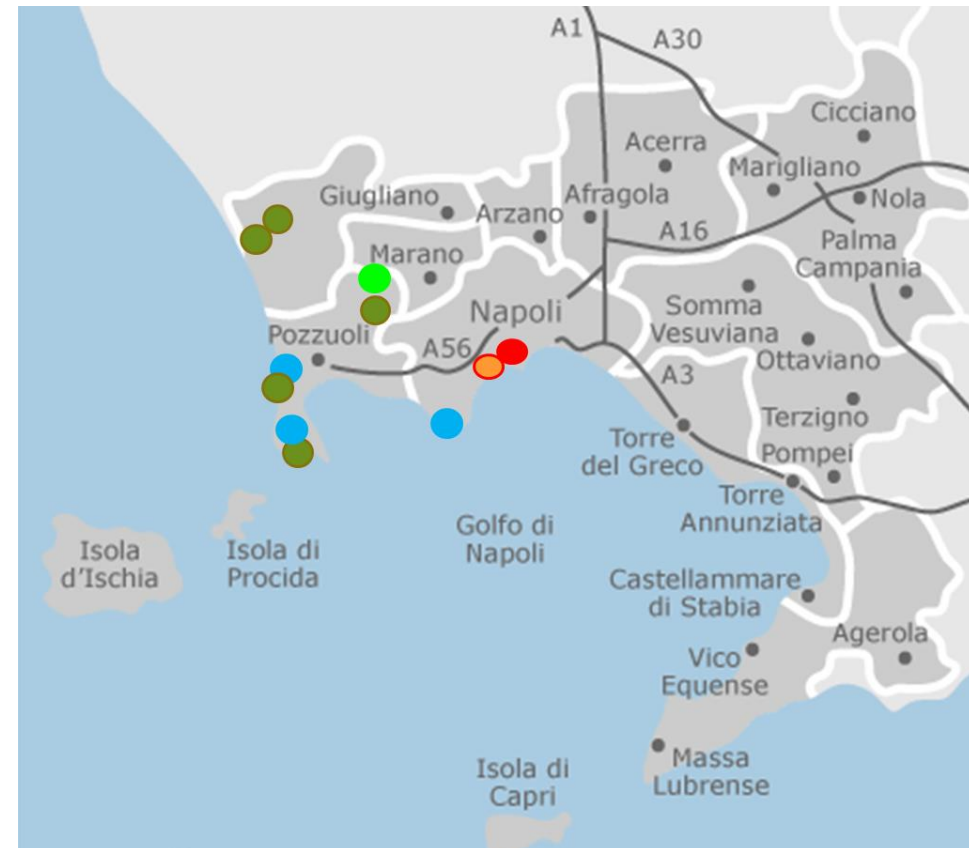 A1
A30
Cicciano
Acerra
Marigliano
Giugliano
Afragola
Nola
Arzano
A16
Palma
Campania
Marano
Napoli
Somma
Vesuviana
Pozzuoli
A56
Ottaviano
A3
Terzigno
Torre
del Greco
Pompei
Torre
Annunziata
Golfo di
Napoli
Isola
d'Ischia
Isola di
Procida
Castellammare
di Stabia
Agerola
Vico
Equense
Massa
Lubrense
Isola di
Capri